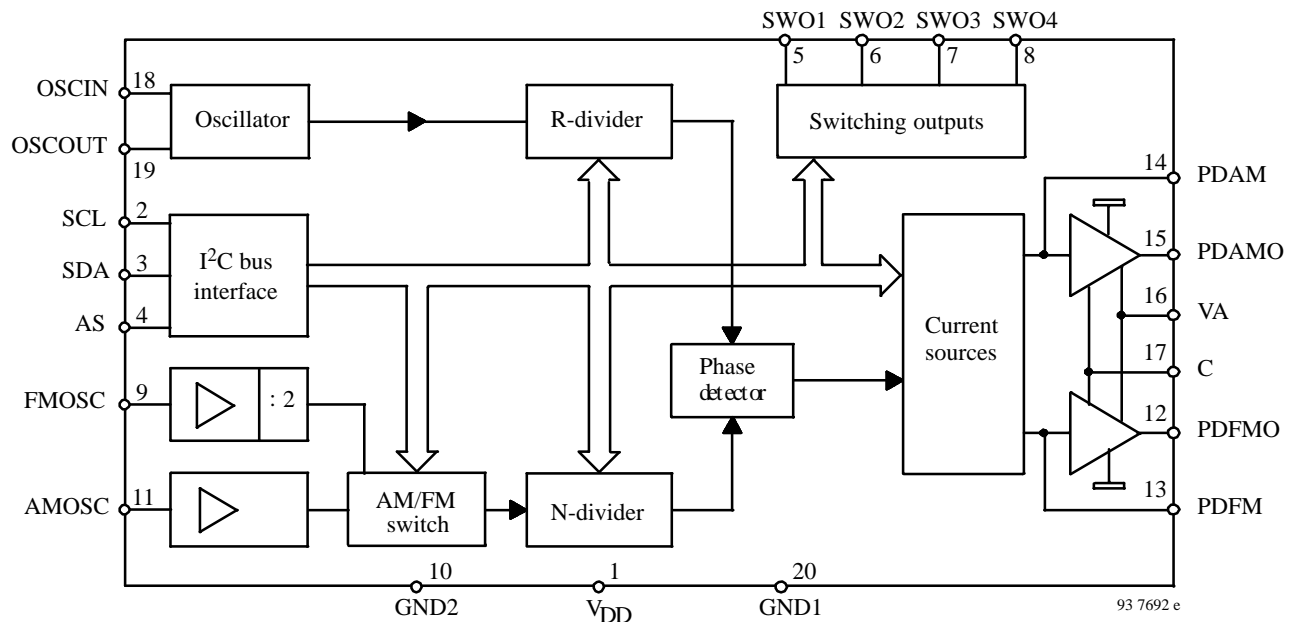 SWO1 SWO2 SWO3 SWO4
5 6 7 8
OSCIN 18
Oscillator
R-divider
Switching outputs
OSCOUT
19
14 PDAM
SCL 2
I²C bus
interface
SDA 3
AS 4
15 PDAMO
16 VA
Current
sources
17 C
Phase
detector
FMOSC 9
: 2
12 PDFMO
AMOSC 11
AM/FM
switch
N-divider
13 PDFM
10 1 20
GND2 VDD GND1
93 7692 e